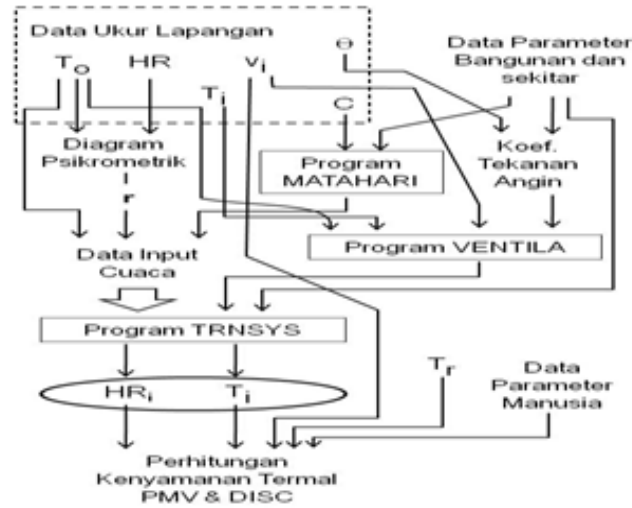 Data Ukur Lapangan
To HR Ti vi Θ C
Data Parameter
Bangunan dan
sekitar
Diagram
Psikrometrik
r
Program
MATAHARI
Koef.
Tekanan
Angin
Data Input
Cuaca
Program VENTILA
Program TRNSYS
HRi Ti
Tr
Data
Parameter
Manusia
Perhitungan
Kenyamanan Termal
PMV & DISC